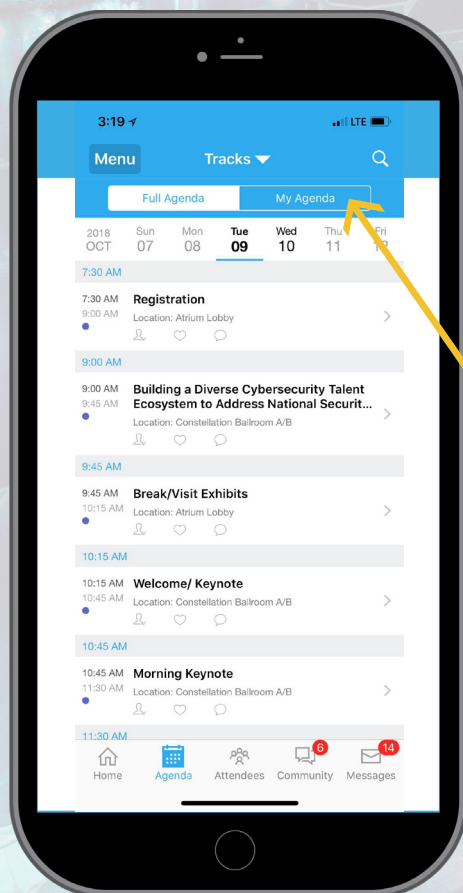 3:19 LTE
Menu Tracks
Full Agenda My Agenda
2018 Sun Mon Tue Wed Thu Fri
OCT 07 08 09 10 11 12
7:30 AM
7:30 AM Registration
9:00 AM Location: Atrium Lobby
9:00 AM
9:00 AM Building a Diverse Cybersecurity Talent
9:45 AM Ecosystem to Address National Securit...
Location: Constellation Ballroom A/B
9:45 AM
9:45 AM Break/Visit Exhibits
10:15 AM Location: Atrium Lobby
10:15 AM
10:15 AM Welcome/ Keynote
10:45 AM Location: Constellation Ballroom A/B
10:45 AM
10:45 AM Morning Keynote
11:30 AM Location: Constellation Ballroom A/B
11:30 AM
6 14
Home Agenda Attendees Community Messages